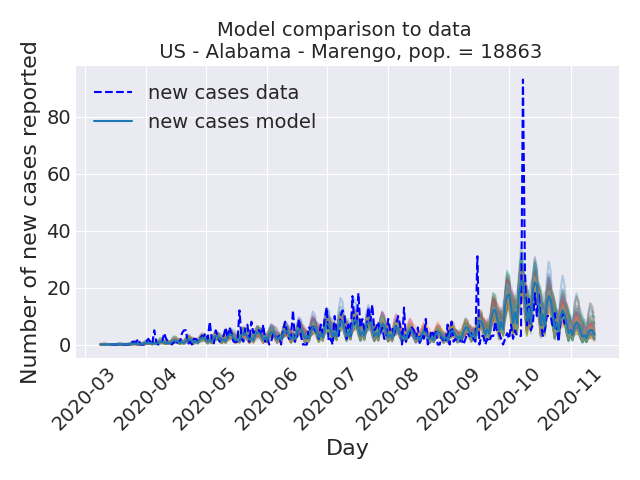 Model comparison to data
US - Alabama - Marengo, pop. = 18863
Number of new cases reported
new cases data
new cases model
80
60
40
20
0
2020-03
2020-04
2020-05
2020-06
2020-07
2020-08
2020-09
2020-10
2020-11
Day